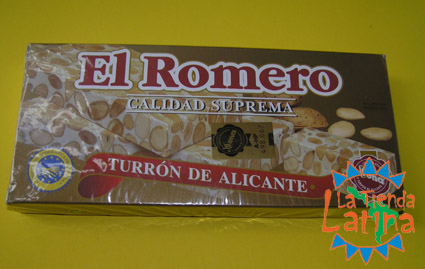 El Romero
CALIDAD SUPREMA
TURRÓN DE ALICANTE
La Tienda
Latina